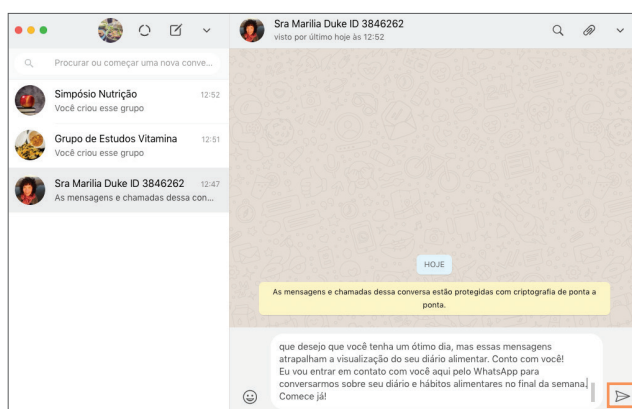 Procurar ou começar uma nova conve...
Simpósio Nutrição 12:52
Você criou esse grupo
Grupo de Estudos Vitamina 12:51
Você criou esse grupo
Sra Marilia Duke ID 3846262 12:47
As mensagens e chamadas dessa con...
Sra Marilia Duke ID 3846262
visto por último hoje às 12:52
HOJE
As mensagens e chamadas dessa conversa estão protegidas com criptografia de ponta a
ponta.
que desejo que você tenha um ótimo dia, mas essas mensagens
atrapalham a visualização do seu diário alimentar. Conto com você!
Eu vou entrar em contato com você aqui pelo WhatsApp para
conversarmos sobre seu diário e hábitos alimentares no final da semana.
Comece já!